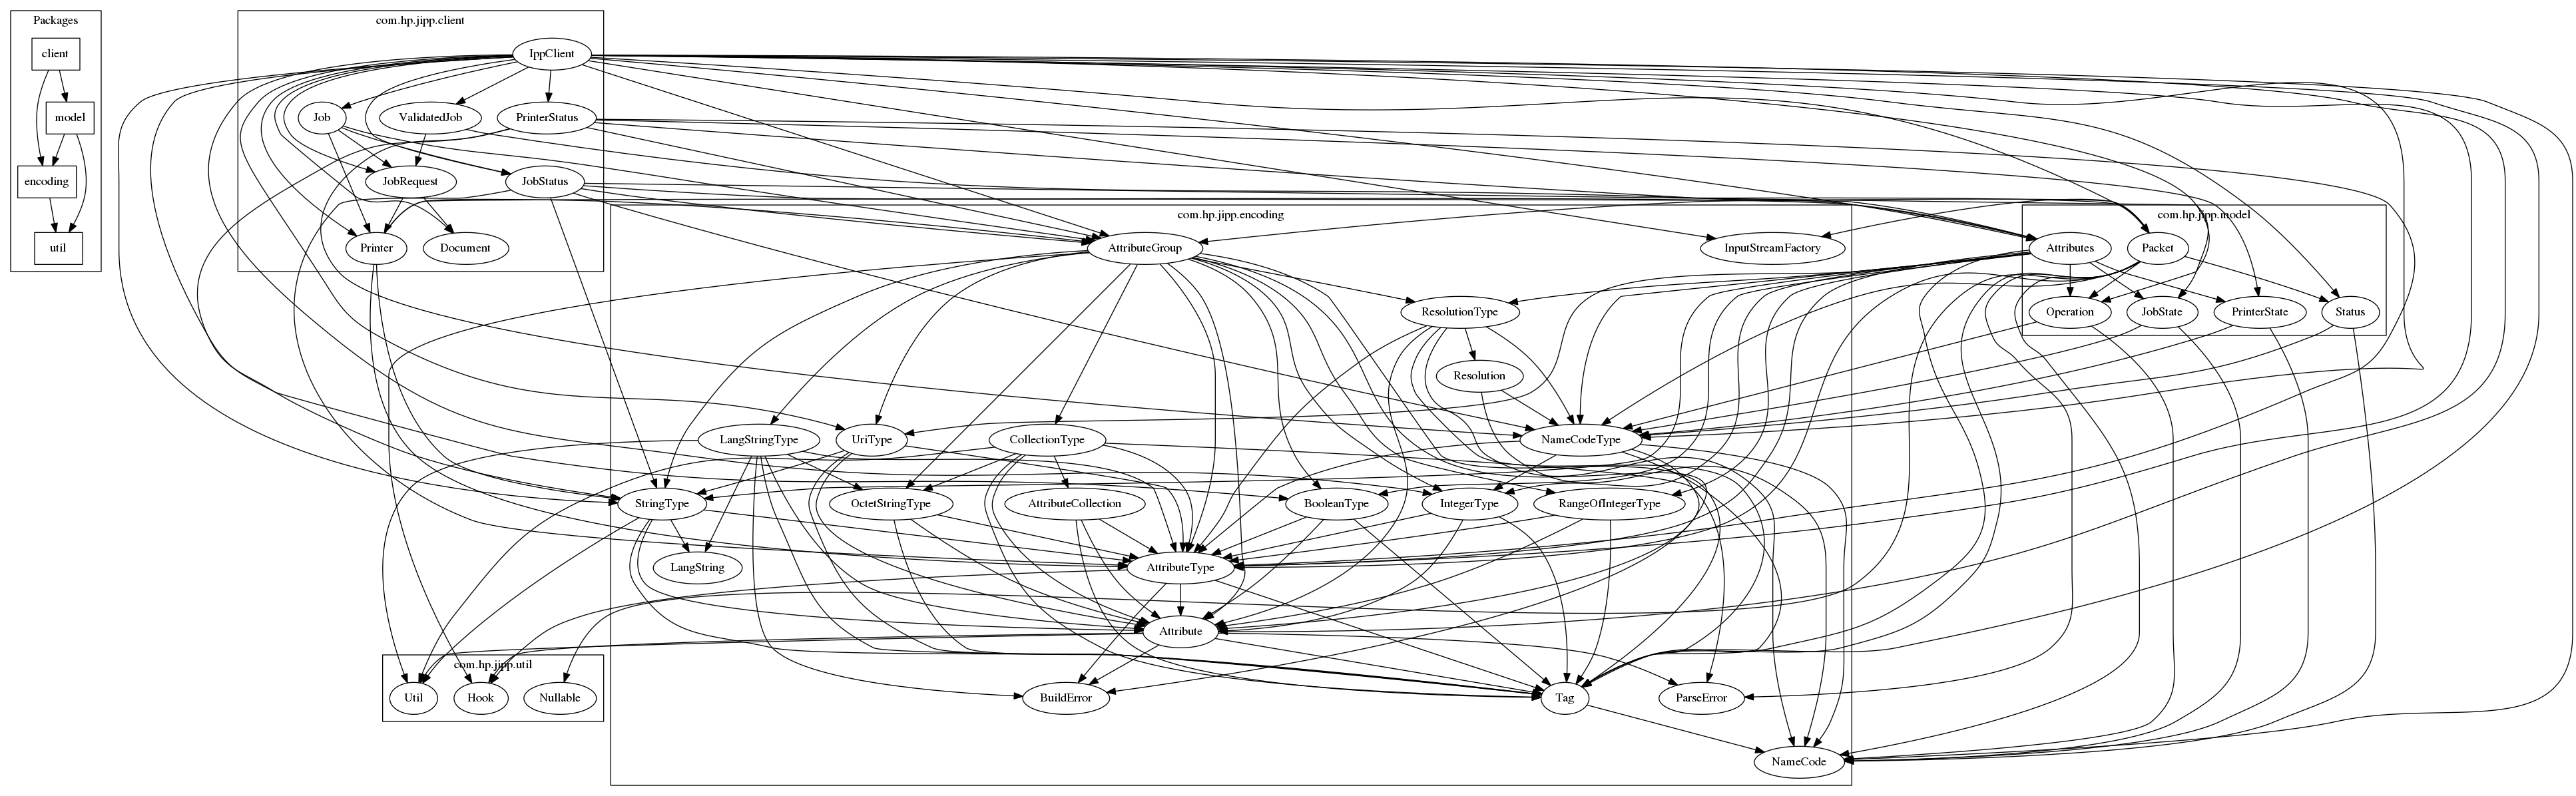 Packages
com.hp.jipp.client
client
IppClient
model
Job
ValidatedJob
PrinterStatus
encoding
JobRequest
JobStatus
com.hp.jipp.encoding
com.hp.jipp.model
util
Printer
Document
AttributeGroup
InputStreamFactory
Attributes
Packet
ResolutionType
Operation
JobState
PrinterState
Status
Resolution
LangStringType
UriType
CollectionType
NameCodeType
StringType
OctetStringType
AttributeCollection
BooleanType
IntegerType
RangeOfIntegerType
LangString
AttributeType
Attribute
com.hp.jipp.util
Util
Hook
Nullable
BuildError
Tag
ParseError
NameCode